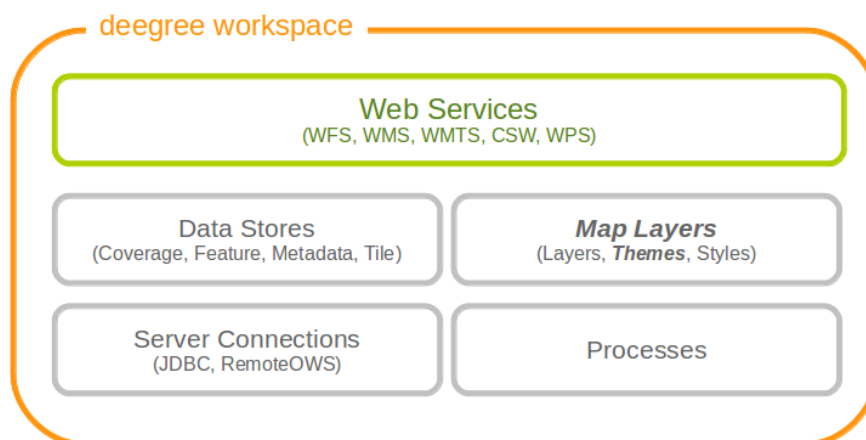 deegree workspace
Web Services
(WFS, WMS, WMTS, CSW, WPS)
Data Stores
(Coverage, Feature, Metadata, Tile)
Map Layers
(Layers, Themes, Styles)
Server Connections
(JDBC, RemoteOWS)
Processes